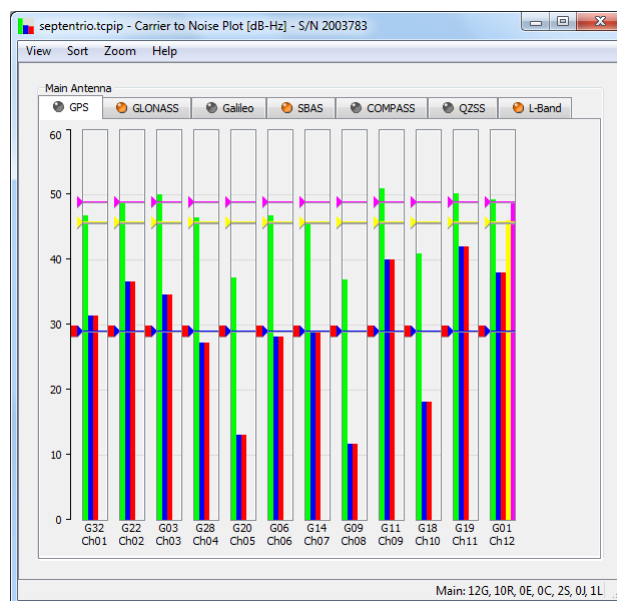 septentrio.tcpip - Carrier to Noise Plot [dB-Hz] - S/N 2003783
View Sort Zoom Help
Main Antenna
GPS GLONASS Galileo SBAS COMPASS QZSS L-Band
60
50
40
30
20
10
0
G32 G22 G03 G28 G20 G06 G14 G09 G11 G18 G19 G01
Ch01 Ch02 Ch03 Ch04 Ch05 Ch06 Ch07 Ch08 Ch09 Ch10 Ch11 Ch12
Main: 12G, 10R, 0E, 0C, 2S, 0J, 1L